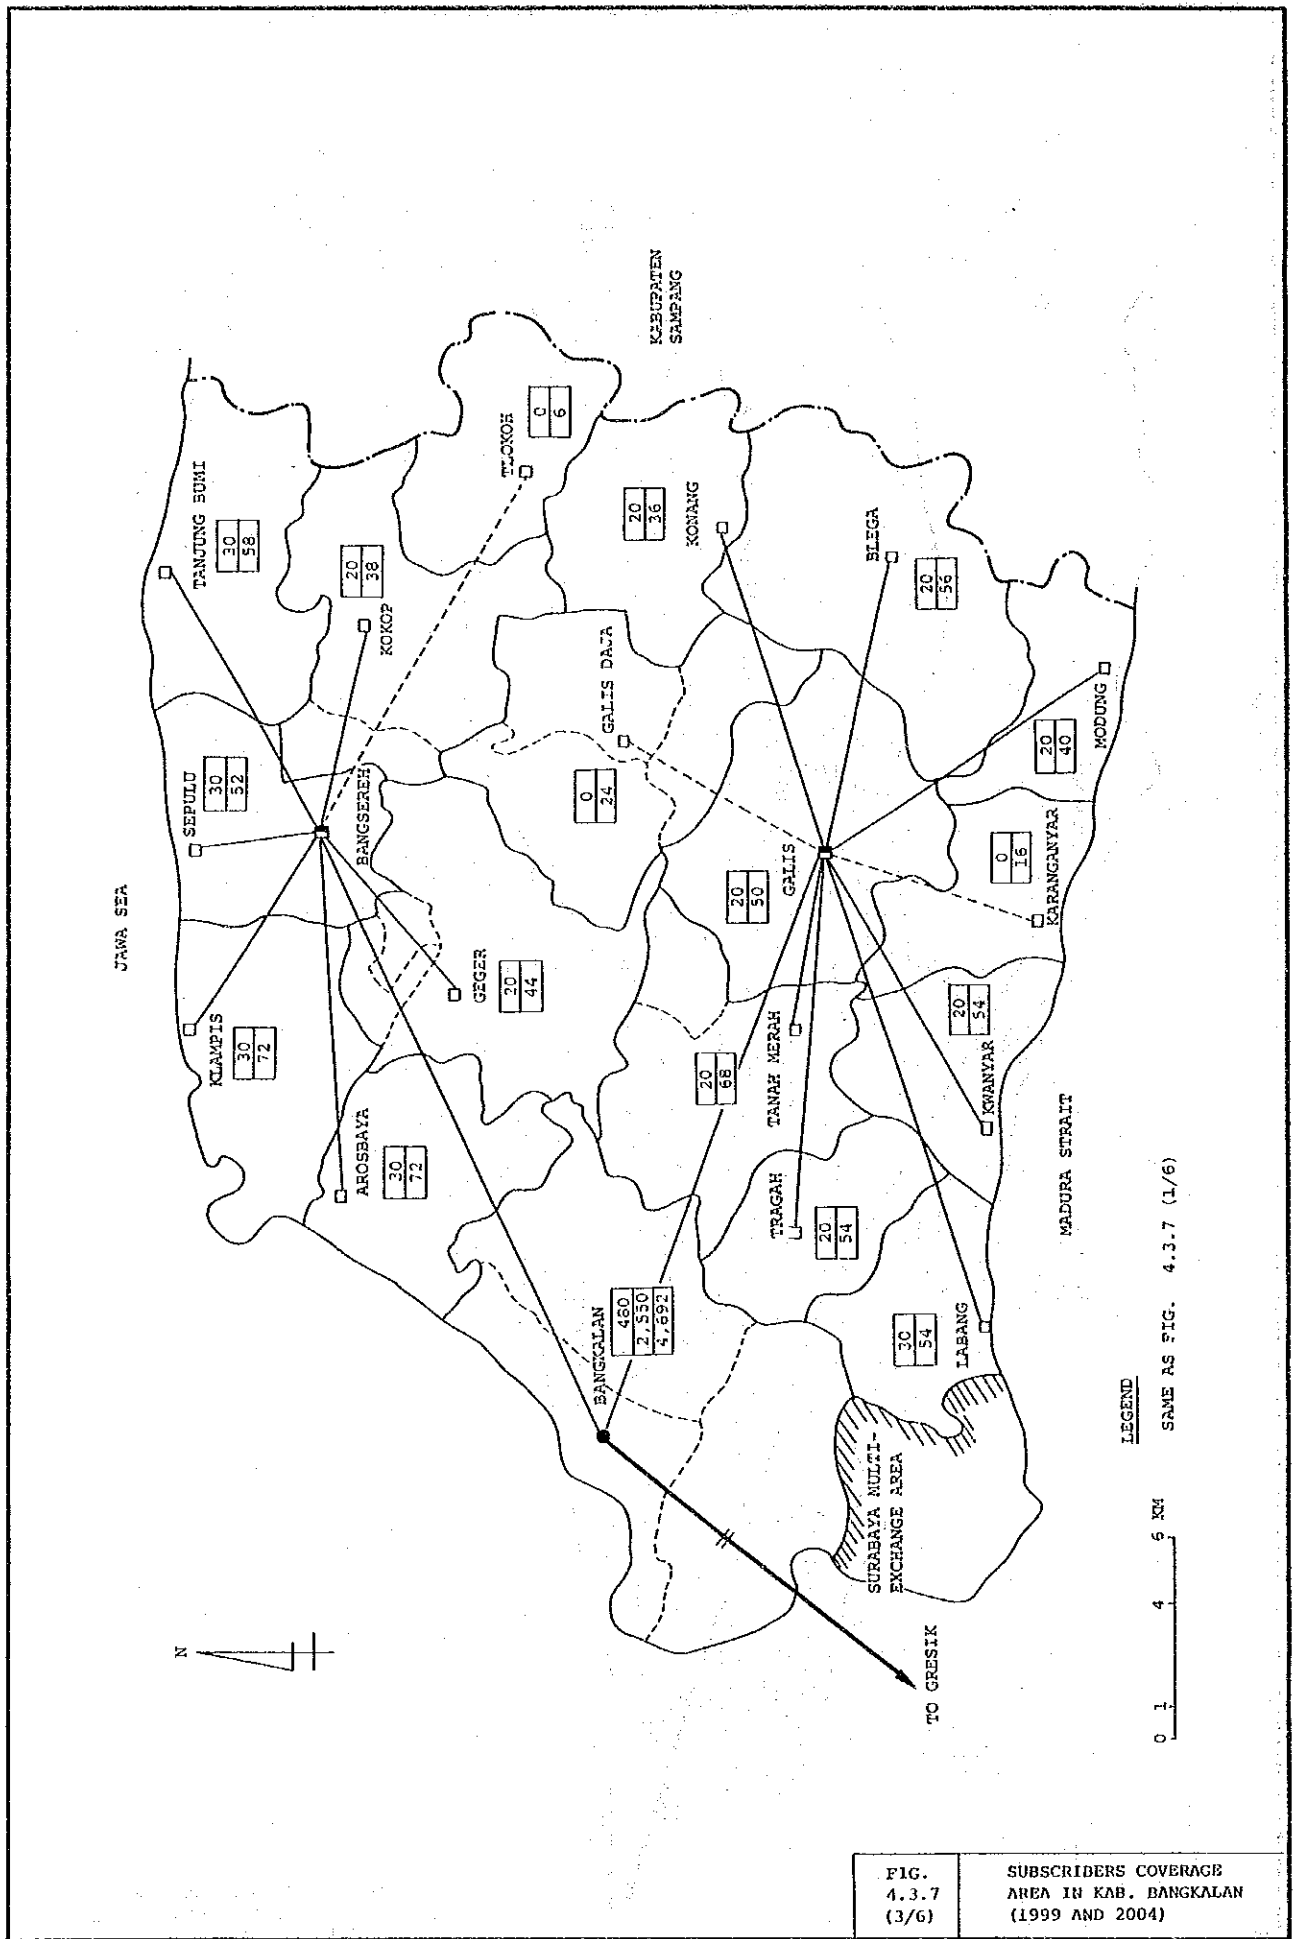 JAWA SEA
KLAMPIS
30
72
SEPULU
30
52
TANJUNG BUMI
30
58
AROSBAYA
30
72
BANGSEREH
20
38
KOKOP
GEGER
20
44
TLOKOH
0
6
KABUPATEN
SAMPANG
BANGKALAN
460
2,550
4,692
0
24
GALIS DAJA
20
36
KONANG
20
68
20
50
GALIS
TANAH MERAH
TRAGAH
20
54
BLEGA
20
56
30
54
LABANG
20
54
KWANYAR
0
16
KARANGANYAR
20
40
MODUNG
SURABAYA MULTI-
EXCHANGE AREA
MADURA STRAIT
N
TO GRESIK
LEGEND
SAME AS FIG. 4.3.7 (1/6)
0 1 4 6 KM
FIG.
4.3.7
(3/6)
SUBSCRIBERS COVERAGE
AREA IN KAB. BANGKALAN
(1999 AND 2004)